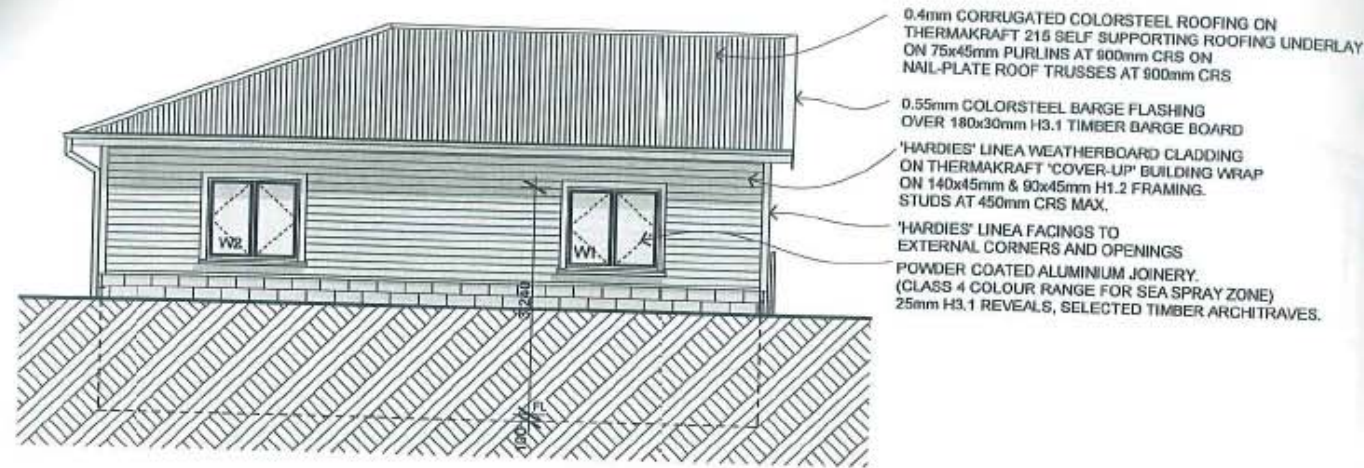 0.4mm CORRUGATED COLORSTEEL ROOFING ON
THERMAKRAFT 215 SELF SUPPORTING ROOFING UNDERLAY
ON 75x45mm PURLINS AT 900mm CRS ON
NAIL-PLATE ROOF TRUSSES AT 900mm CRS
0.55mm COLORSTEEL BARGE FLASHING
OVER 180x30mm H3.1 TIMBER BARGE BOARD
'HARDIES' LINEA WEATHERBOARD CLADDING
ON THERMAKRAFT 'COVER-UP' BUILDING WRAP
ON 140x45mm & 90x45mm H1.2 FRAMING.
STUDS AT 450mm CRS MAX.
'HARDIES' LINEA FACINGS TO
EXTERNAL CORNERS AND OPENINGS
POWDER COATED ALUMINIUM JOINERY.
(CLASS 4 COLOUR RANGE FOR SEA SPRAY ZONE)
25mm H3.1 REVEALS, SELECTED TIMBER ARCHITRAVES.
W2
W1
3,240
FL
190